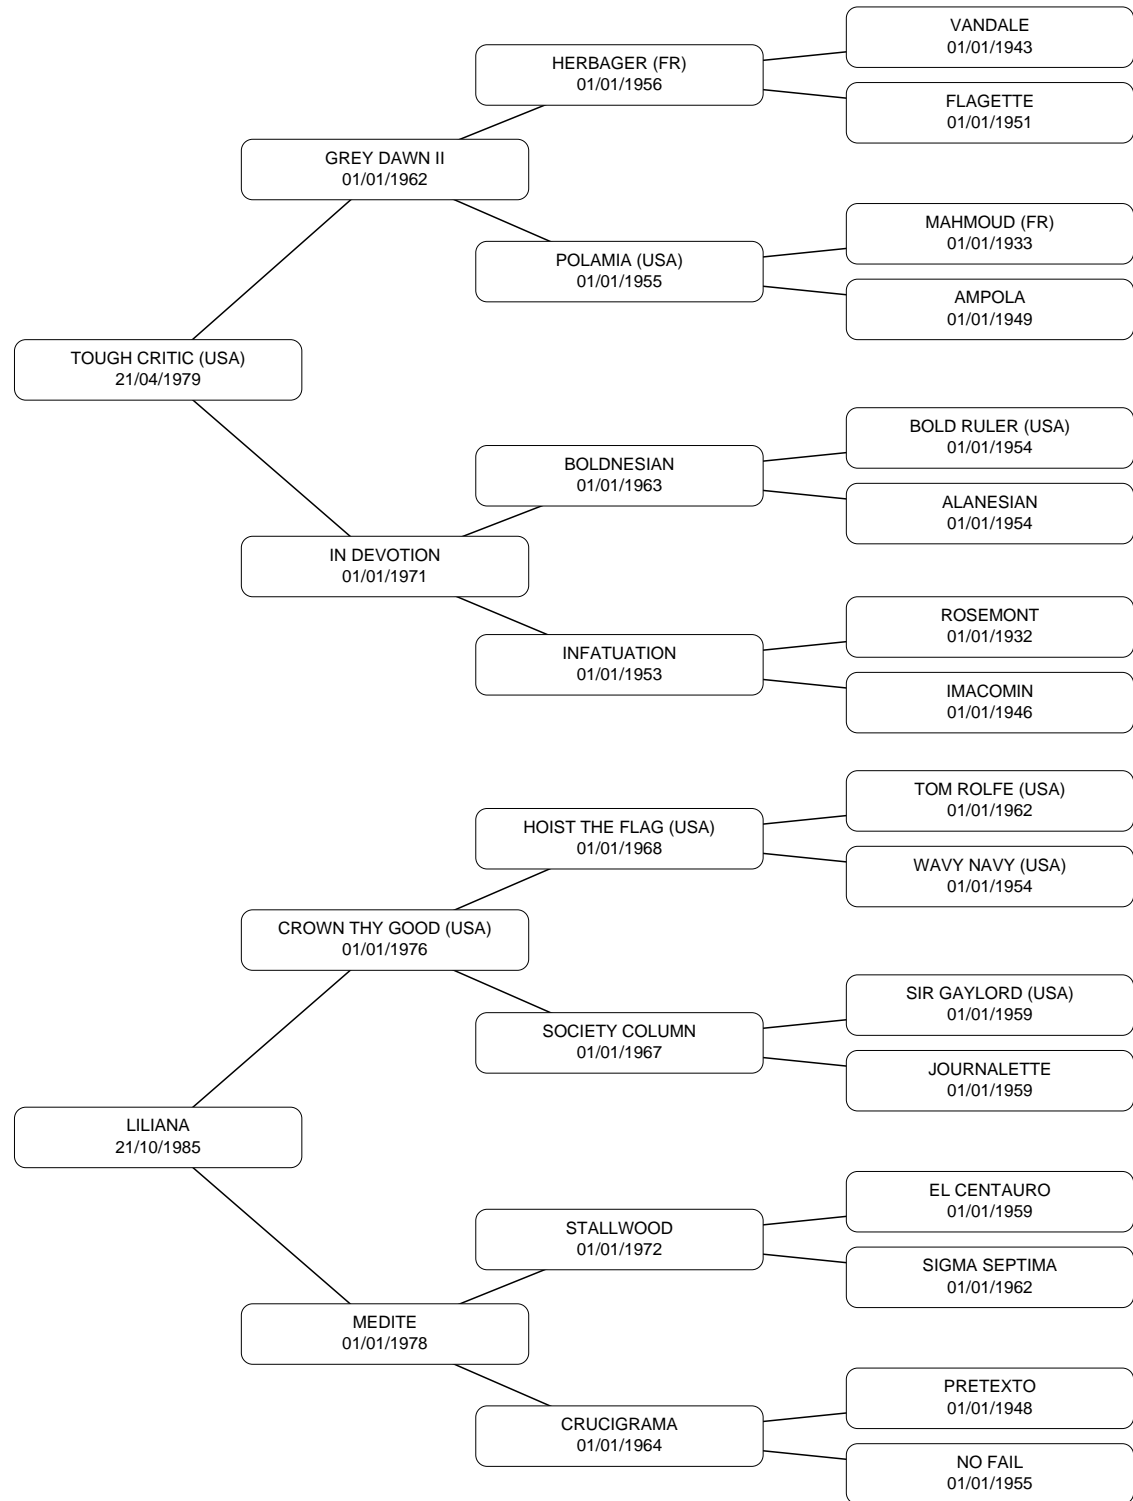 VANDALE
01/01/1943
HERBAGER (FR)
01/01/1956
FLAGETTE
01/01/1951
GREY DAWN II
01/01/1962
MAHMOUD (FR)
01/01/1933
POLAMIA (USA)
01/01/1955
AMPOLA
01/01/1949
TOUGH CRITIC (USA)
21/04/1979
BOLD RULER (USA)
01/01/1954
BOLDNESIAN
01/01/1963
ALANESIAN
01/01/1954
IN DEVOTION
01/01/1971
ROSEMONT
01/01/1932
INFATUATION
01/01/1953
IMACOMIN
01/01/1946
TOM ROLFE (USA)
01/01/1962
HOIST THE FLAG (USA)
01/01/1968
WAVY NAVY (USA)
01/01/1954
CROWN THY GOOD (USA)
01/01/1976
SIR GAYLORD (USA)
01/01/1959
SOCIETY COLUMN
01/01/1967
JOURNALETTE
01/01/1959
LILIANA
21/10/1985
EL CENTAURO
01/01/1959
STALLWOOD
01/01/1972
SIGMA SEPTIMA
01/01/1962
MEDITE
01/01/1978
PRETEXTO
01/01/1948
CRUCIGRAMA
01/01/1964
NO FAIL
01/01/1955